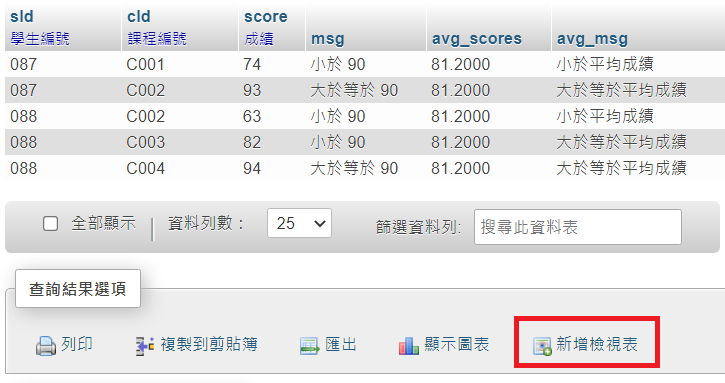 sId cId score
學生編號 課程編號 成績 msg avg_scores avg_msg
087 C001 74 小於 90 81.2000 小於平均成績
087 C002 93 大於等於 90 81.2000 大於等於平均成績
088 C002 63 小於 90 81.2000 小於平均成績
088 C003 82 小於 90 81.2000 大於等於平均成績
088 C004 94 大於等於 90 81.2000 大於等於平均成績
全部顯示 | 資料列數： 25 篩選資料列: 搜尋此資料表
查詢結果選項
列印 複製到剪貼簿 匯出 顯示圖表 新增檢視表